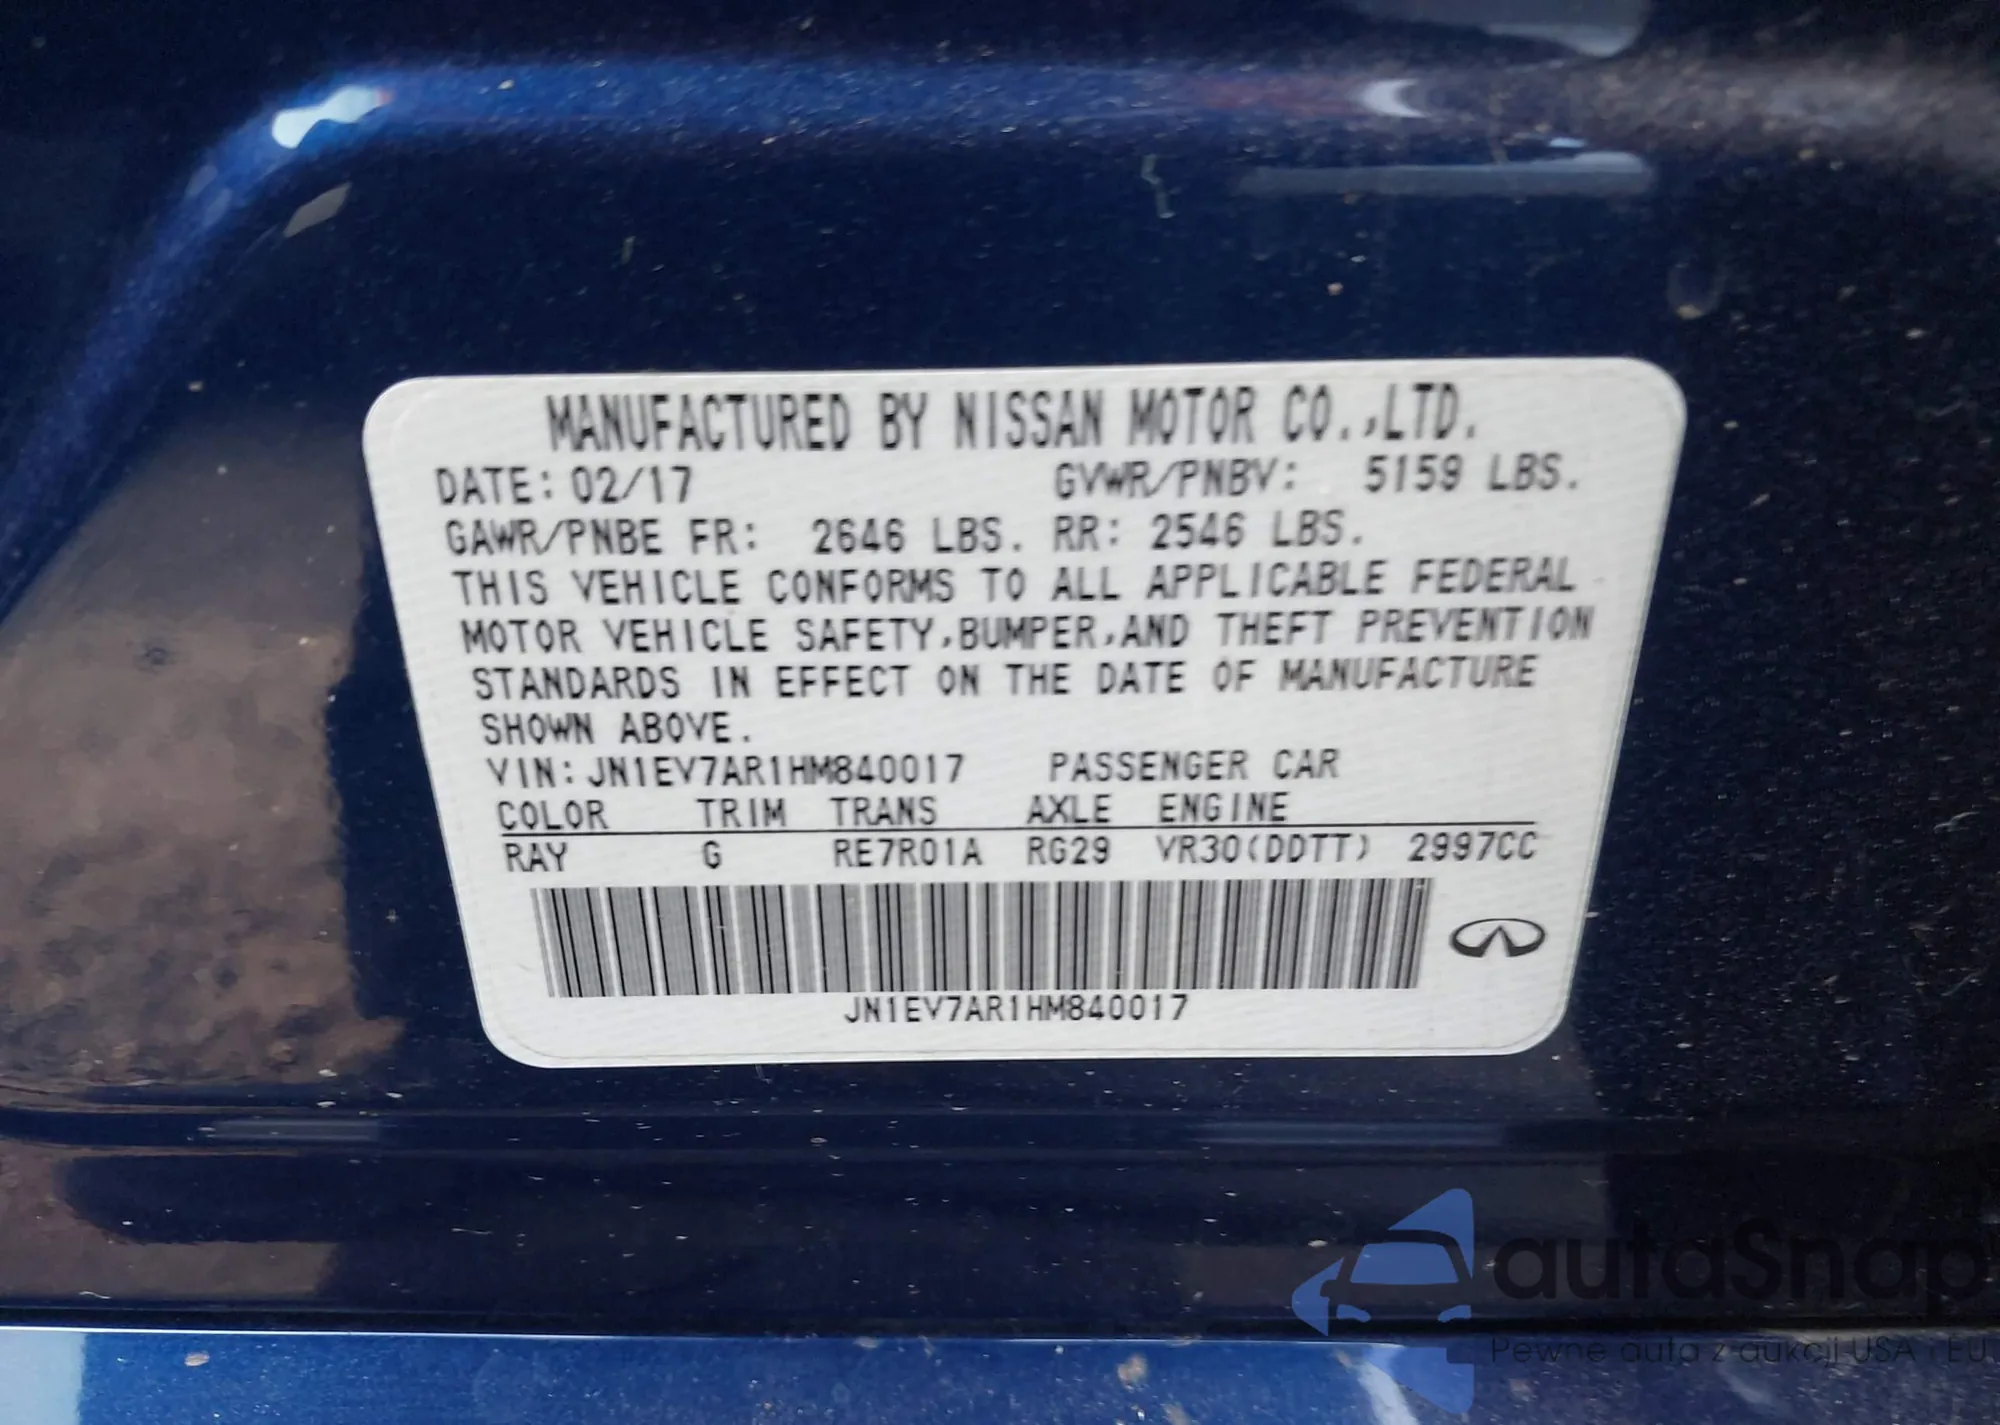 MANUFACTURED BY NISSAN MOTOR CO.,LTD.
DATE: 02/17 GVWR/PNBV: 5159 LBS.
GAWR/PNBE FR: 2646 LBS. RR: 2546 LBS.
THIS VEHICLE CONFORMS TO ALL APPLICABLE FEDERAL
MOTOR VEHICLE SAFETY,BUMPER,AND THEFT PREVENTION
STANDARDS IN EFFECT ON THE DATE OF MANUFACTURE
SHOWN ABOVE.
VIN: JN1EV7AR1HM840017 PASSENGER CAR
COLOR TRIM TRANS AXLE ENGINE
RAY G RE7R01A RG29 VR30(DDTT) 2997CC
JN1EV7AR1HM840017
autaSnap
Pewne auta z aukcji USA i EU